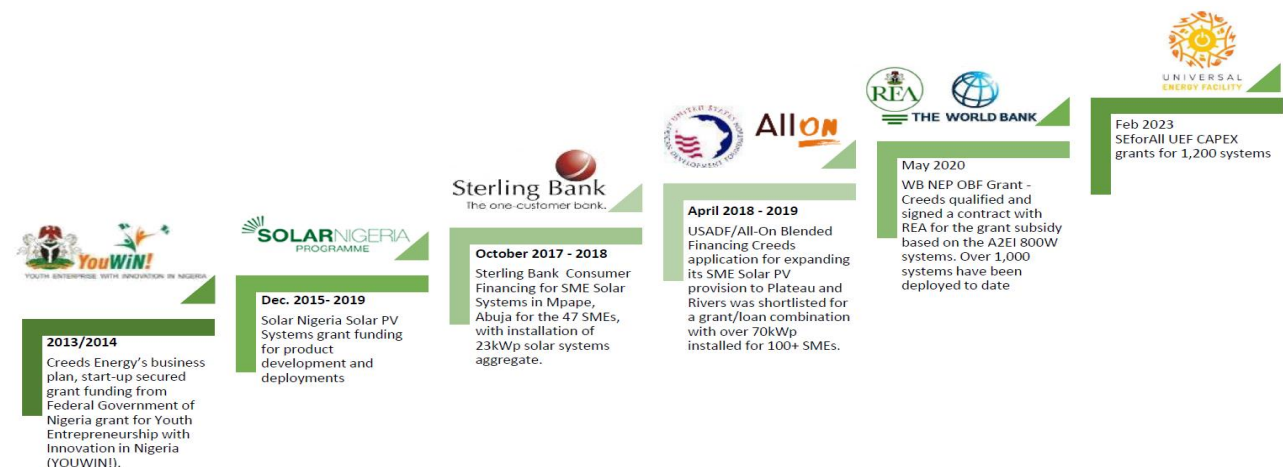 YouWiN!
YOUTH ENTERPRISE WITH INNOVATION IN NIGERIA
2013/2014
Creeds Energy's business
plan, start-up secured
grant funding from
Federal Government of
Nigeria grant for Youth
Entrepreneurship with
Innovation in Nigeria
(YOUWIN!).
SOLARNIGERIA
PROGRAMME
Dec. 2015- 2019
Solar Nigeria Solar PV
Systems grant funding
for product
development and
deployments
Sterling Bank
The one-customer bank.
October 2017 - 2018
Sterling Bank Consumer
Financing for SME Solar
Systems in Mpape,
Abuja for the 47 SMEs,
with installation of
23kWp solar systems
aggregate.
UNITED STATES
AFRICAN DEVELOPMENT FOUNDATION
All ON
April 2018 - 2019
USADF/All-On Blended
Financing Creeds
application for expanding
its SME Solar PV
provision to Plateau and
Rivers was shortlisted for
a grant/loan combination
with over 70kWp
installed for 100+ SMEs.
REA
THE WORLD BANK
May 2020
WB NEP OBF Grant -
Creeds qualified and
signed a contract with
REA for the grant subsidy
based on the A2EI 800W
systems. Over 1,000
systems have been
deployed to date
UNIVERSAL
ENERGY FACILITY
Feb 2023
SEforAll UEF CAPEX
grants for 1,200 systems